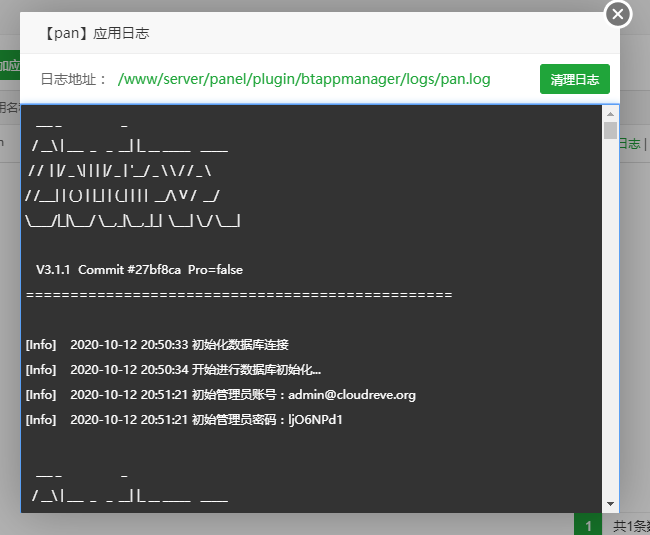 【pan】应用日志
日志地址： /www/server/panel/plugin/btappmanager/logs/pan.log
清理日志
日志 |
V3.1.1 Commit #27bf8ca Pro=false
================================================
[Info] 2020-10-12 20:50:33 初始化数据库连接
[Info] 2020-10-12 20:50:34 开始进行数据库初始化...
[Info] 2020-10-12 20:51:21 初始管理员账号：admin@cloudreve.org
[Info] 2020-10-12 20:51:21 初始管理员密码：ljO6NPd1
1
共1条